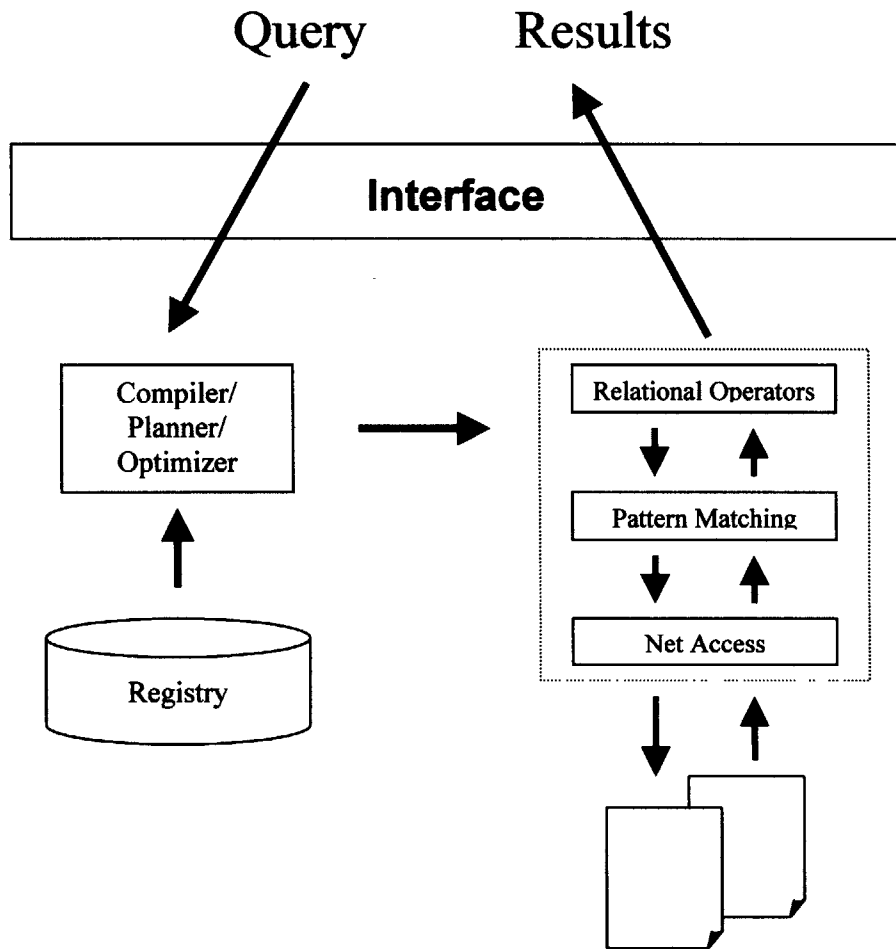 Query Results
Interface
Compiler/
Planner/
Optimizer
Relational Operators
Pattern Matching
Net Access
Registry